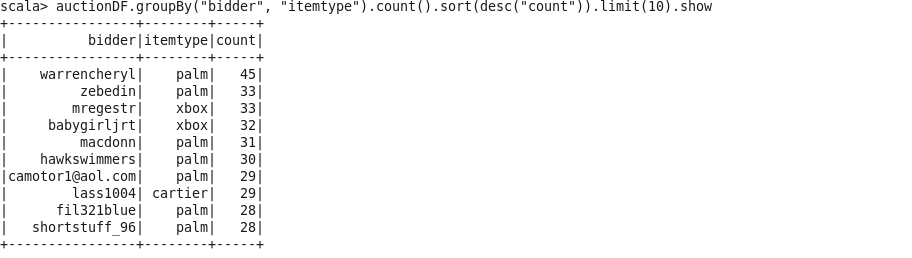 scala> auctionDF.groupBy("bidder", "itemtype").count().sort(desc("count")).limit(10).show
+----------------+--------+-----+
|          bidder|itemtype|count|
+----------------+--------+-----+
|    warrencheryl|    palm|   45|
|         zebedin|    palm|   33|
|        mregestr|    xbox|   33|
|     babygirljrt|    xbox|   32|
|         macdonn|    palm|   31|
|    hawkswimmers|    palm|   30|
|camotor1@aol.com|    palm|   29|
|        lass1004| cartier|   29|
|      fil321blue|    palm|   28|
|   shortstuff_96|    palm|   28|
+----------------+--------+-----+